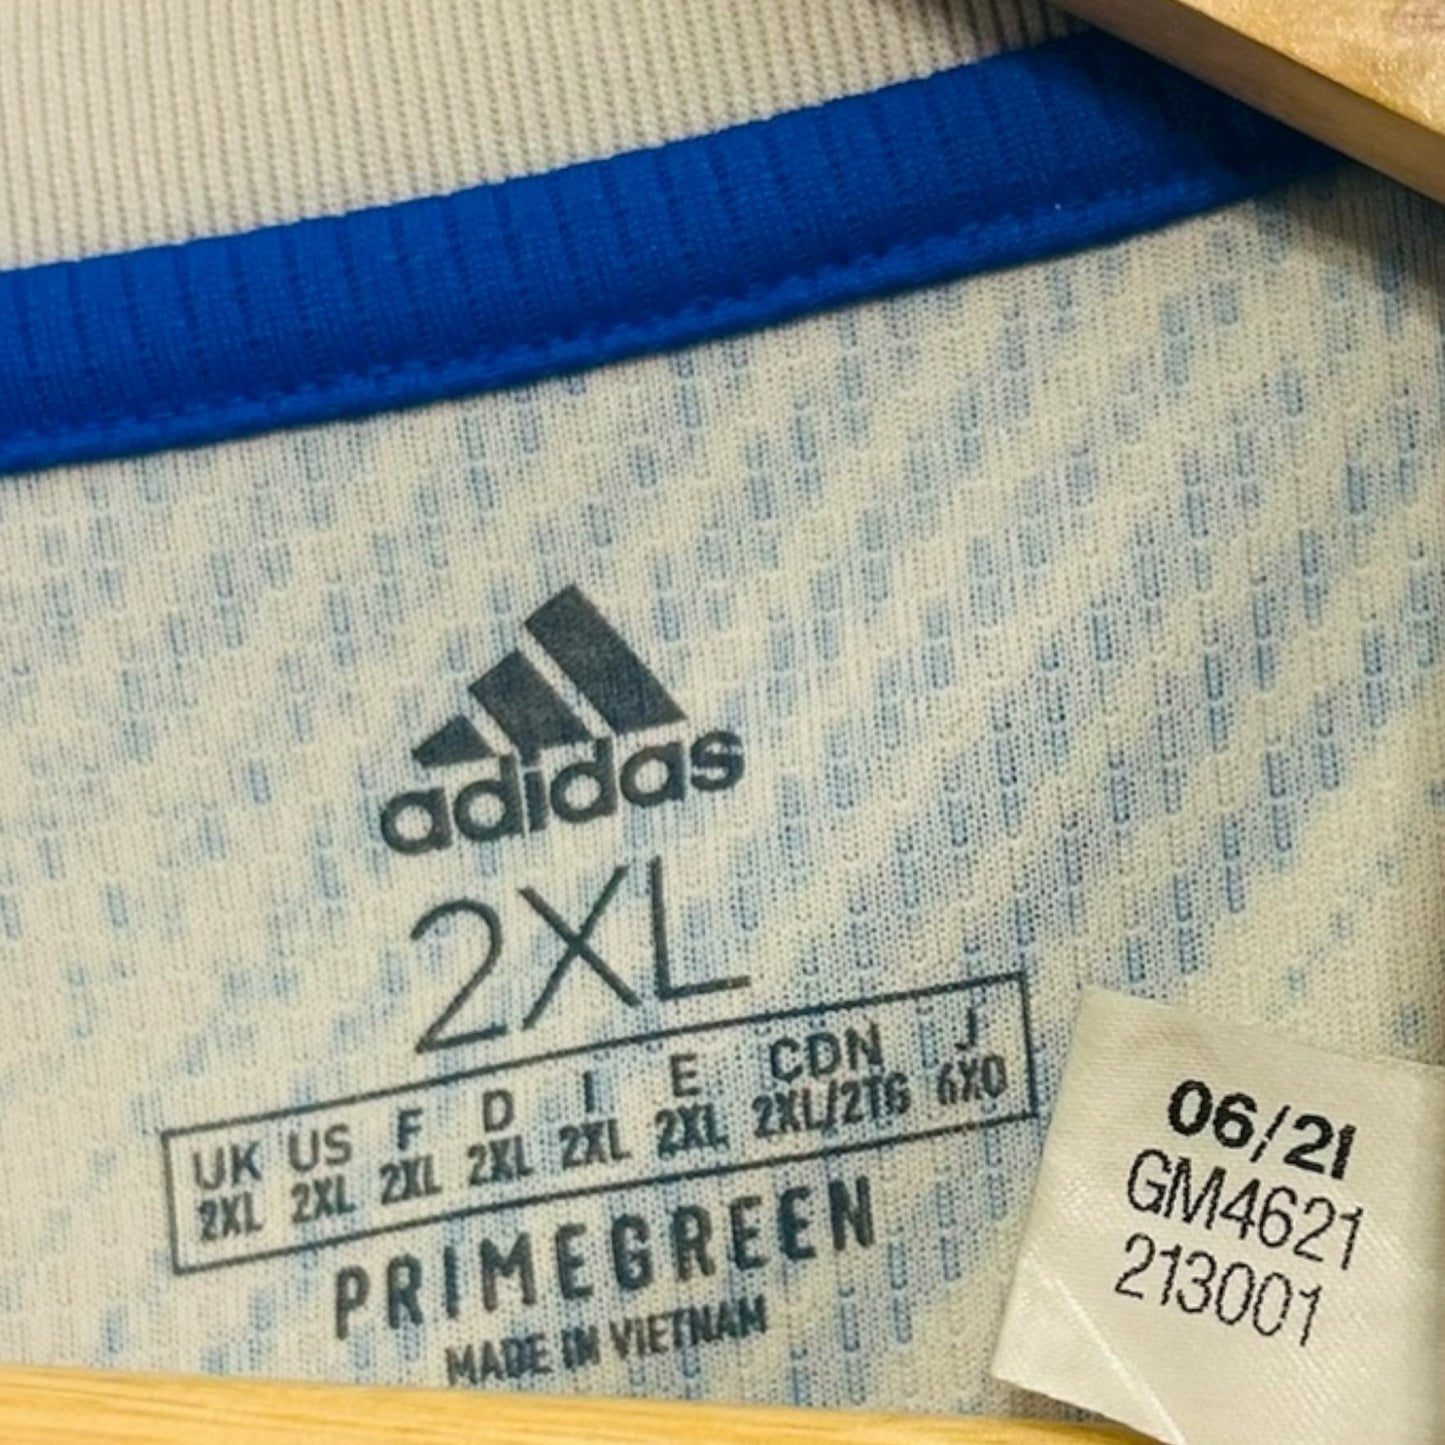 adidas
2XL
UK US F D I E CDN J
2XL 2XL 2XL 2XL 2XL 2XL 2XL/2TG 6XO
PRIMEGREEN
MADE IN VIETNAM
06/21
GM4621
213001